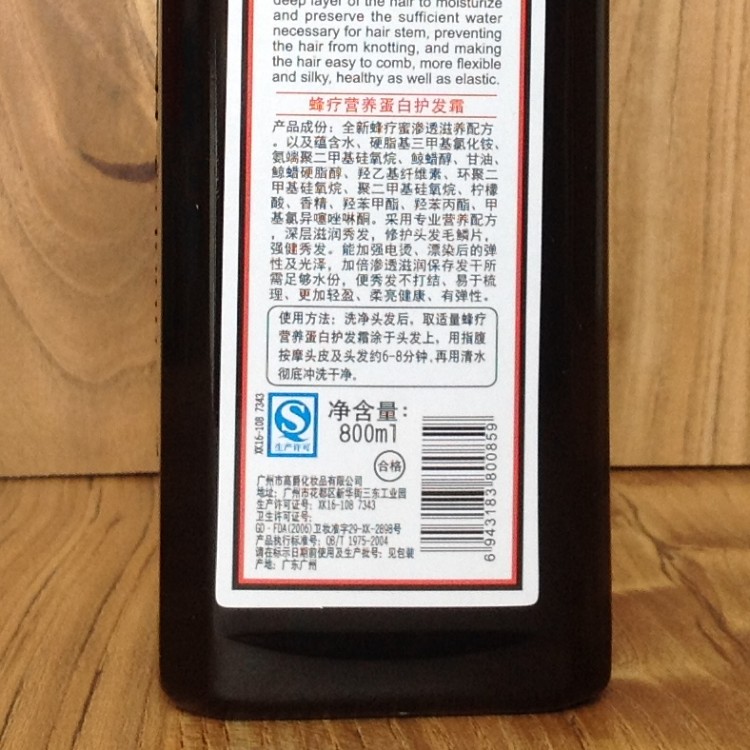 deep layer of the hair to moisturize
and preserve the sufficient water
necessary for hair stem, preventing
the hair from knotting, and making
the hair easy to comb, more flexible
and silky, healthy as well as elastic.
蜂疗营养蛋白护发霜
产品成份：全新蜂疗蜜渗透滋养配方
，以及蕴含水、硬脂基三甲基氯化铵、
氨端聚二甲基硅氧烷、鲸蜡醇、甘油、
鲸蜡硬脂醇、羟乙基纤维素、环聚二
甲基硅氧烷、聚二甲基硅氧烷、柠檬
酸、香精、羟苯甲酯、羟苯丙酯、甲
基氯异噻唑啉酮。采用专业营养配方
，深层滋润秀发，修护头发毛鳞片，
强健秀发。能加强电烫、漂染后的弹
性及光泽，加倍渗透滋润保存发干所
需足够水份，使秀发不打结、易于梳
理、更加轻盈、柔亮健康、有弹性。
使用方法：洗净头发后，取适量蜂疗
营养蛋白护发霜涂于头发上，用指腹
按摩头皮及头发约6-8分钟,再用清水
彻底冲洗干净。
XK16-108 7343
生产许可
净含量：
800ml
合格
6 943183 800859
广州市高爵化妆品有限公司
地址：广州市花都区新华街三东工业园
生产许可证号：XK16-108 7343
卫生许可证号：
GD·FDA(2006)卫妆准字29-XK-2898号
产品执行标准号：QB/T 1975-2004
请在标示日期前使用及生产批号：见包装
产地：广东广州